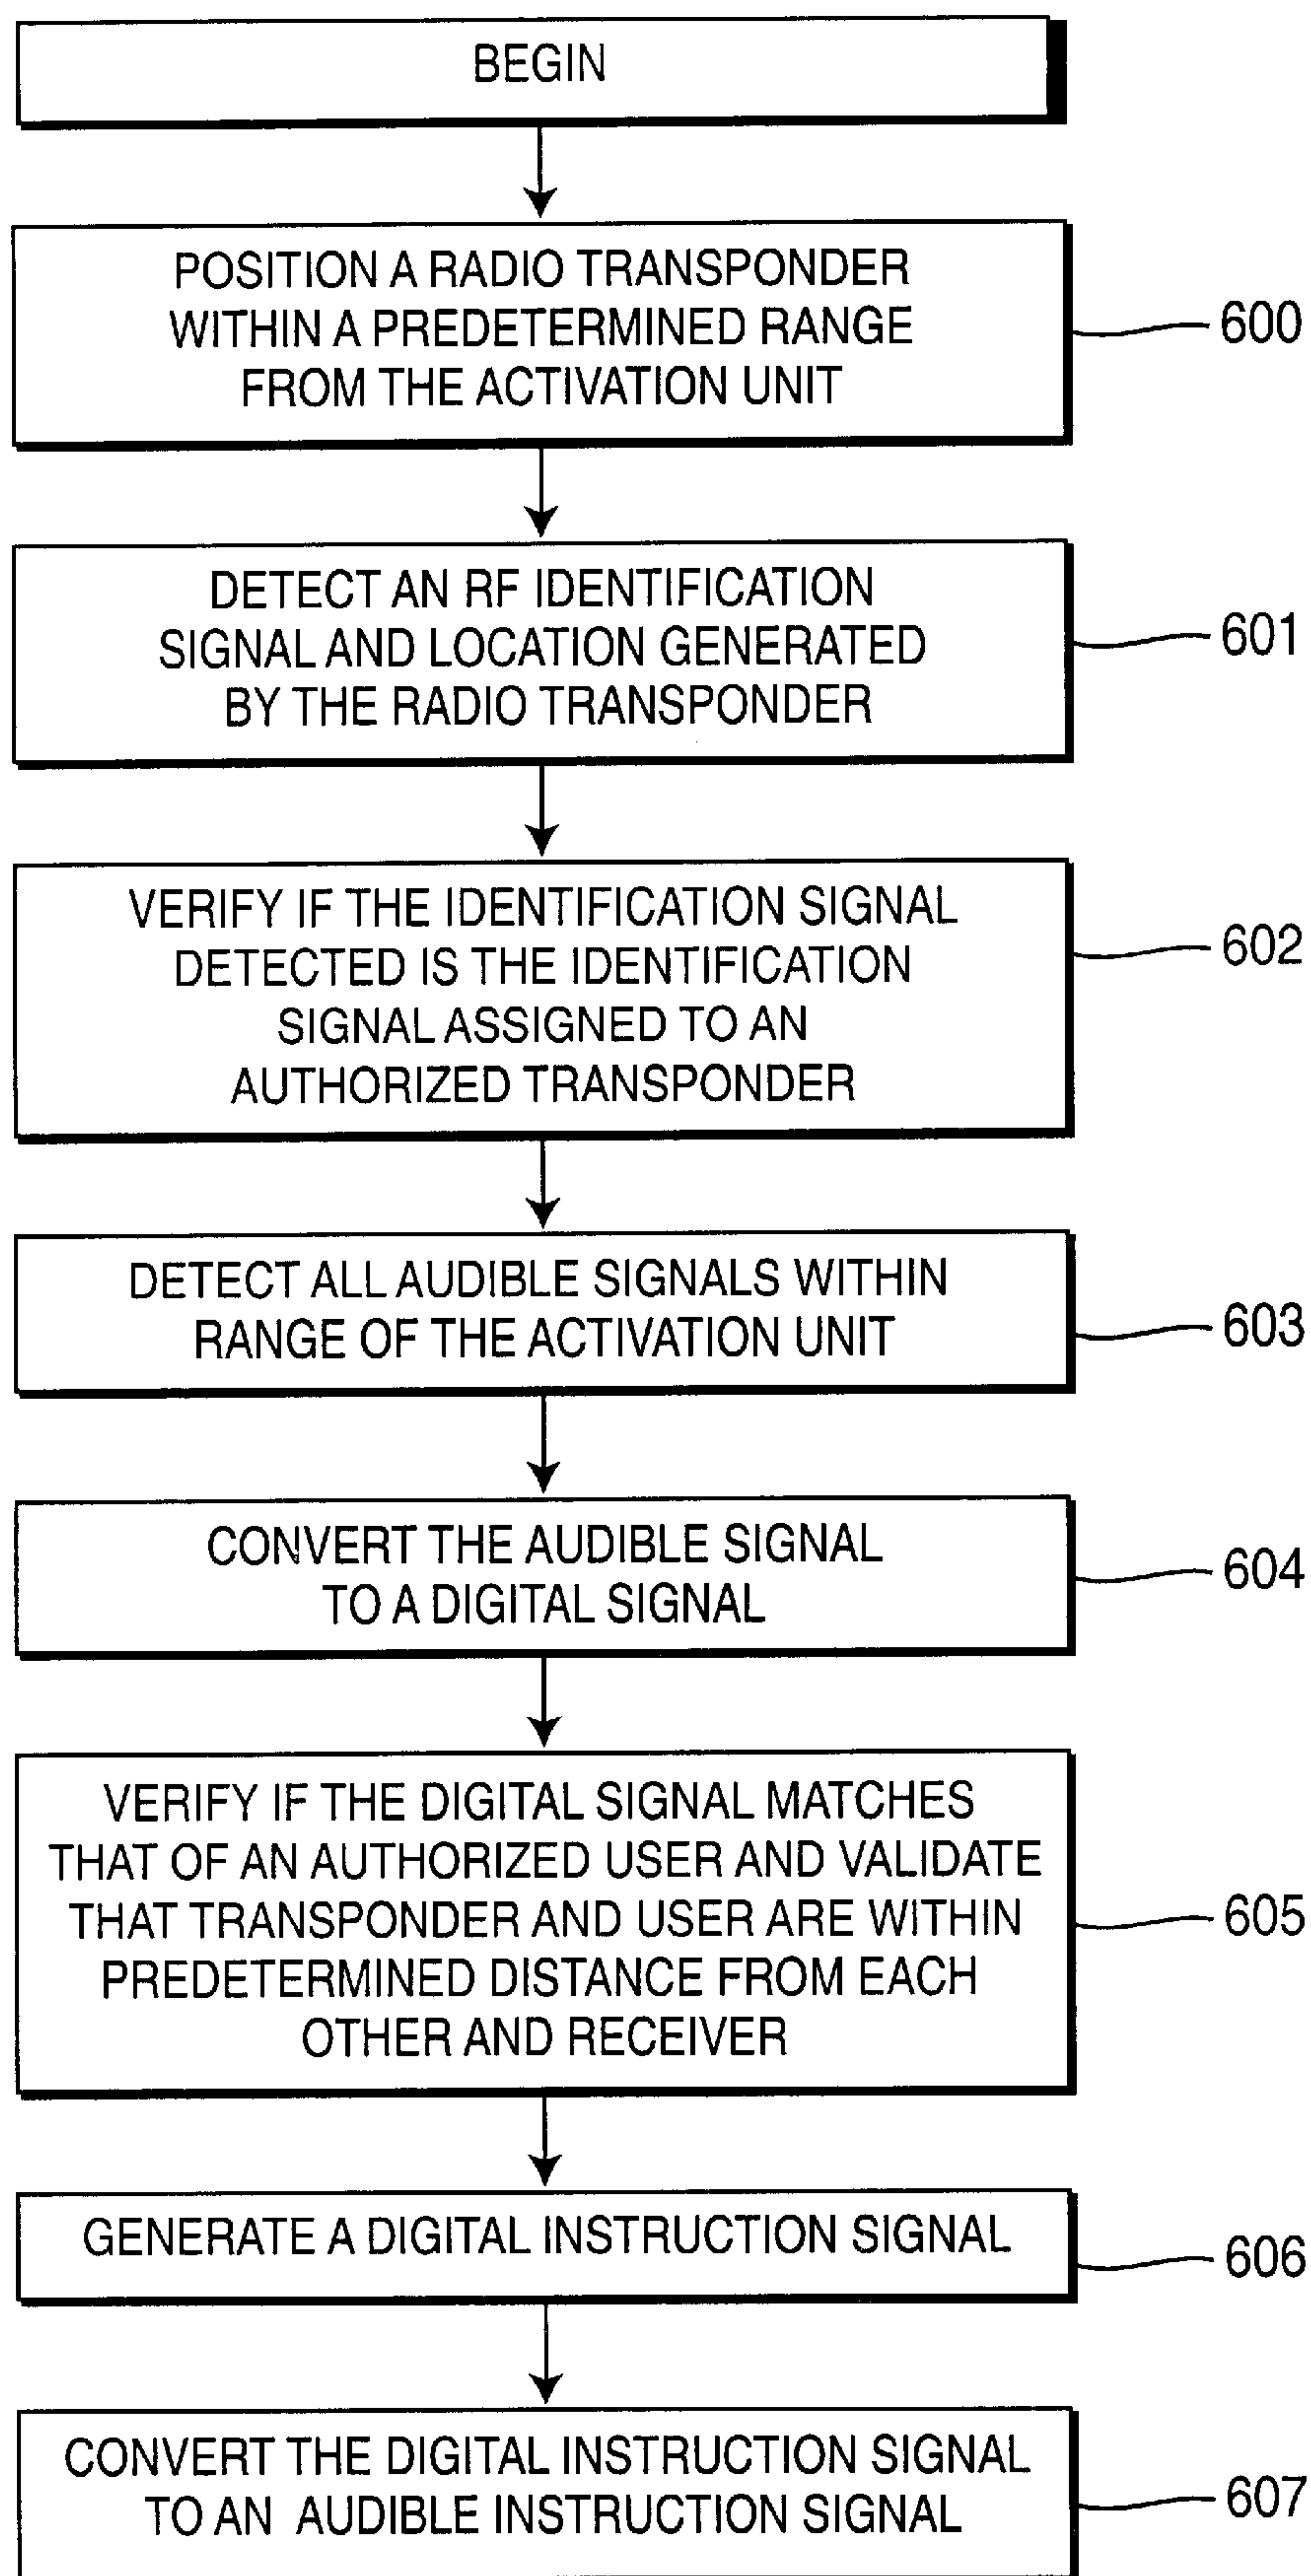 BEGIN
POSITION A RADIO TRANSPONDER
WITHIN A PREDETERMINED RANGE
FROM THE ACTIVATION UNIT
600
DETECT AN RF IDENTIFICATION
SIGNAL AND LOCATION GENERATED
BY THE RADIO TRANSPONDER
601
VERIFY IF THE IDENTIFICATION SIGNAL
DETECTED IS THE IDENTIFICATION
SIGNAL ASSIGNED TO AN
AUTHORIZED TRANSPONDER
602
DETECT ALL AUDIBLE SIGNALS WITHIN
RANGE OF THE ACTIVATION UNIT
603
CONVERT THE AUDIBLE SIGNAL
TO A DIGITAL SIGNAL
604
VERIFY IF THE DIGITAL SIGNAL MATCHES
THAT OF AN AUTHORIZED USER AND VALIDATE
THAT TRANSPONDER AND USER ARE WITHIN
PREDETERMINED DISTANCE FROM EACH
OTHER AND RECEIVER
605
GENERATE A DIGITAL INSTRUCTION SIGNAL
606
CONVERT THE DIGITAL INSTRUCTION SIGNAL
TO AN AUDIBLE INSTRUCTION SIGNAL
607